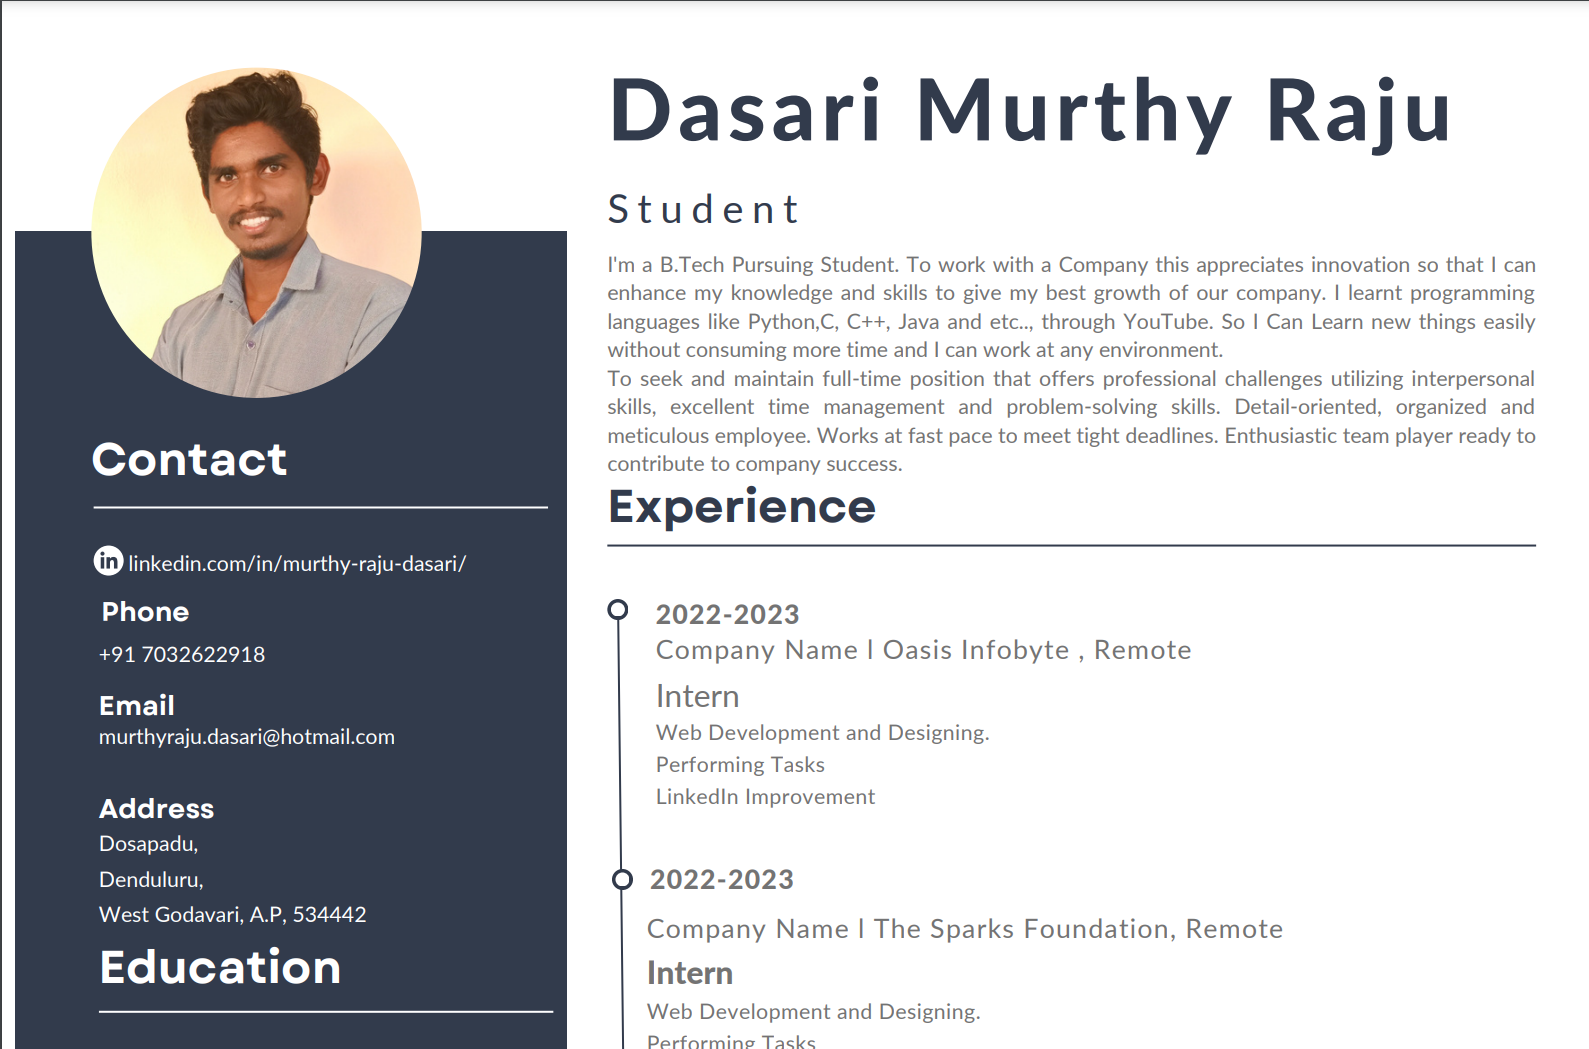 Dasari Murthy Raju
Student
I'm a B.Tech Pursuing Student. To work with a Company this appreciates innovation so that I can
enhance my knowledge and skills to give my best growth of our company. I learnt programming
languages like Python,C, C++, Java and etc.., through YouTube. So I Can Learn new things easily
without consuming more time and I can work at any environment.
To seek and maintain full-time position that offers professional challenges utilizing interpersonal
skills, excellent time management and problem-solving skills. Detail-oriented, organized and
meticulous employee. Works at fast pace to meet tight deadlines. Enthusiastic team player ready to
contribute to company success.
Contact
in linkedin.com/in/murthy-raju-dasari/
Phone
+91 7032622918
Email
murthyraju.dasari@hotmail.com
Address
Dosapadu,
Denduluru,
West Godavari, A.P, 534442
Education
Experience
2022-2023
Company Name l Oasis Infobyte , Remote
Intern
Web Development and Designing.
Performing Tasks
LinkedIn Improvement
2022-2023
Company Name l The Sparks Foundation, Remote
Intern
Web Development and Designing.
Performing Tasks